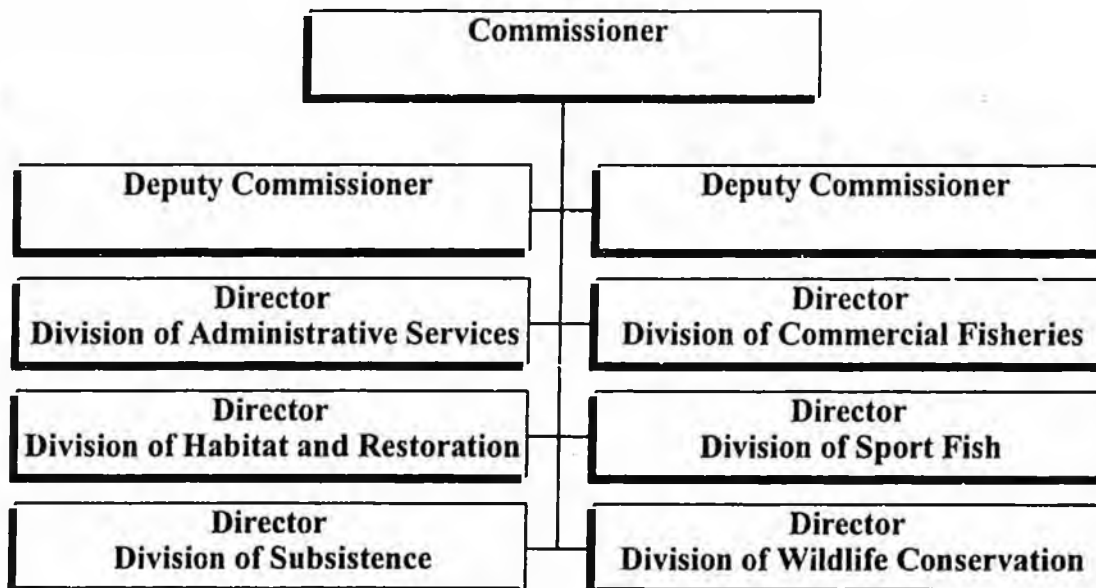 Commissioner
Deputy Commissioner
Deputy Commissioner
Director
Division of Administrative Services
Director
Division of Commercial Fisheries
Director
Division of Habitat and Restoration
Director
Division of Sport Fish
Director
Division of Subsistence
Director
Division of Wildlife Conservation